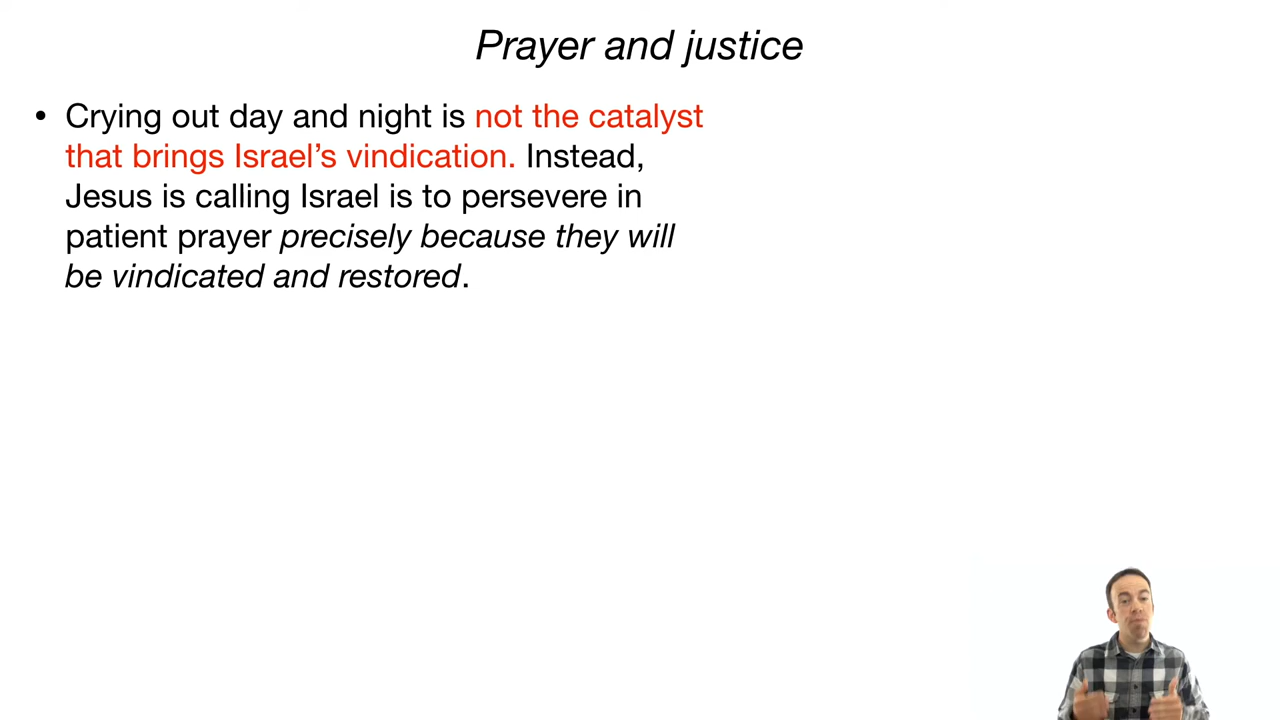 Prayer and justice
• Crying out day and night is not the catalyst
that brings Israel’s vindication. Instead,
Jesus is calling Israel is to persevere in
patient prayer precisely because they will
be vindicated and restored.